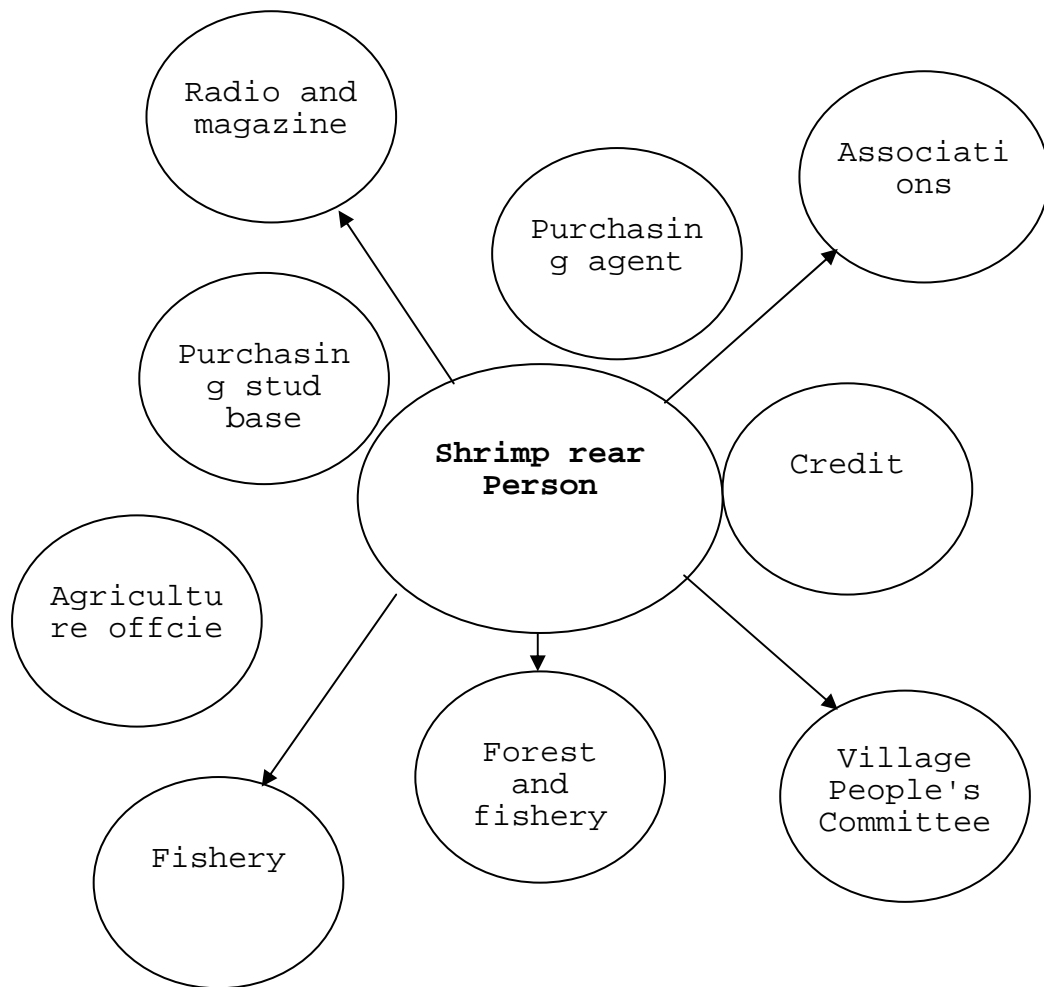 Radio and
magazine
Associati
ons
Purchasin
g agent
Purchasin
g stud
base
Shrimp rear
Person
Credit
Agricultu
re offcie
Forest
and
fishery
Village
People's
Committee
Fishery